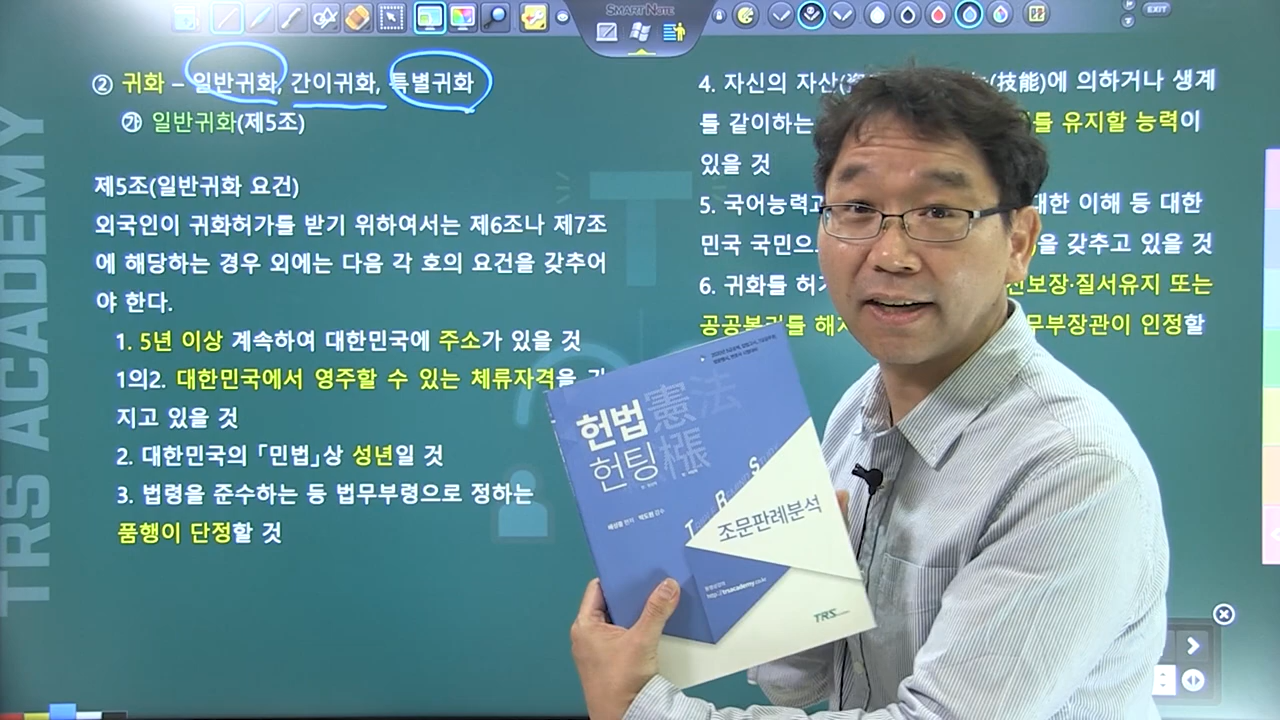 SMART NOTE
EXIT
② 귀화 – 일반귀화, 간이귀화, 특별귀화
㉮ 일반귀화(제5조)
제5조(일반귀화 요건)
외국인이 귀화허가를 받기 위하여서는 제6조나 제7조
에 해당하는 경우 외에는 다음 각 호의 요건을 갖추어
야 한다.
1. 5년 이상 계속하여 대한민국에 주소가 있을 것
1의2. 대한민국에서 영주할 수 있는 체류자격을
지고 있을 것
2. 대한민국의 「민법」상 성년일 것
3. 법령을 준수하는 등 법무부령으로 정하는
품행이 단정할 것
4. 자신의 자산( (技能)에 의하거나 생계
를 같이하는 를 유지할 능력이
있을 것
5. 국어능력 대한 이해 등 대한
민국 국민으 을 갖추고 있을 것
6. 귀화를 허 전보장·질서유지 또는
공공복리를 해 무부장관이 인정할
TRS ACADEMY
헌법 憲法
헌팅
조문판례분석
http://trsacademy.co.kr
TRS